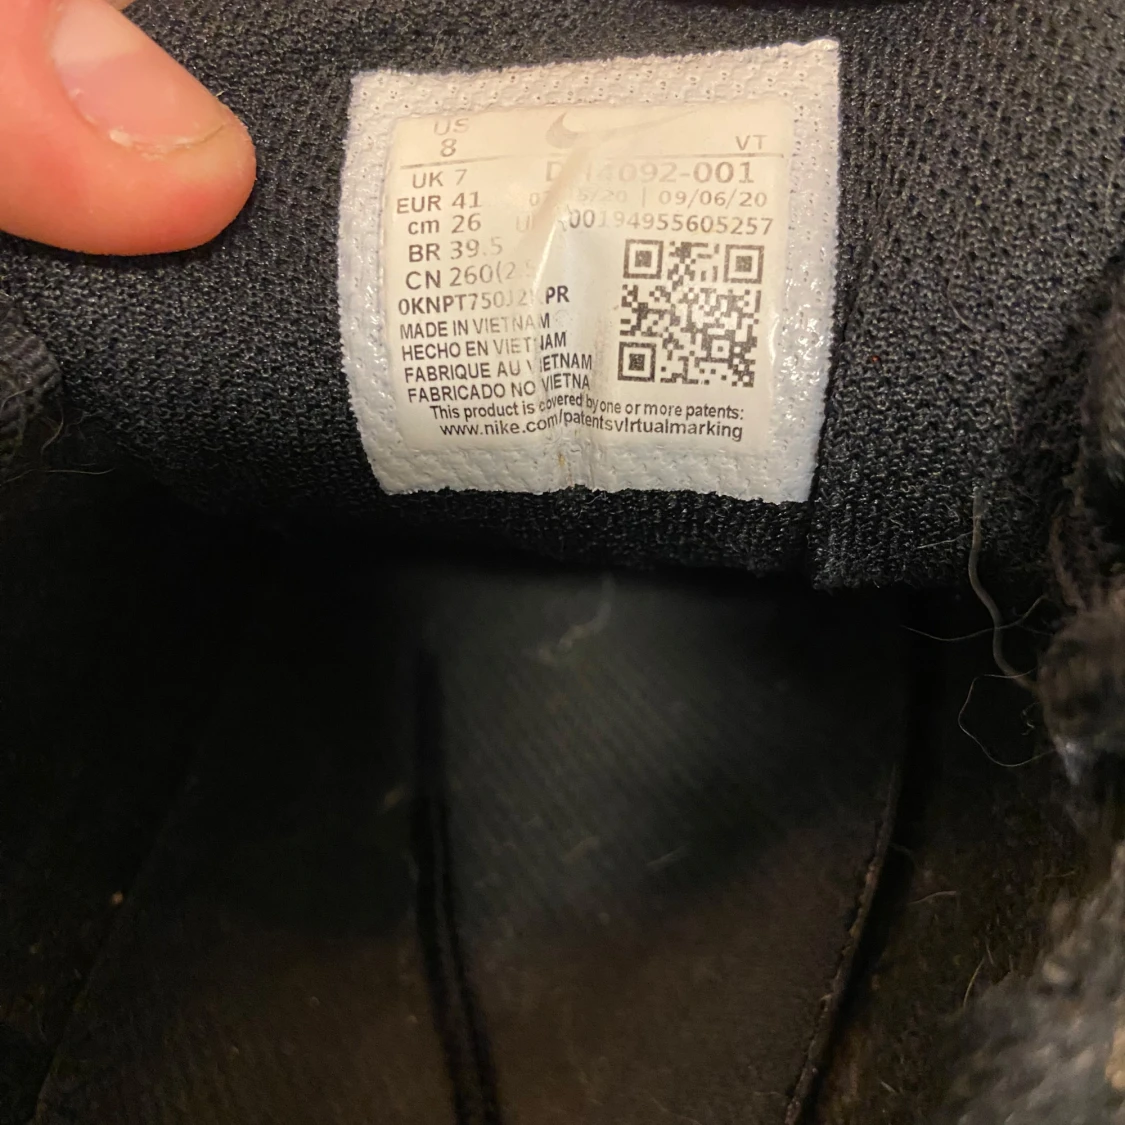 US
8 VT
UK 7
EUR 41 09/06/20
cm 26 00194955605257
BR 39.5
CN
MADE IN VIETNAM
HECHO EN VIETNAM
FABRIQUE AU VIETNAM
FABRICADO NO VIETNA
This product is covered by one or more patents:
www.nike.com/patentsvirtualmarking